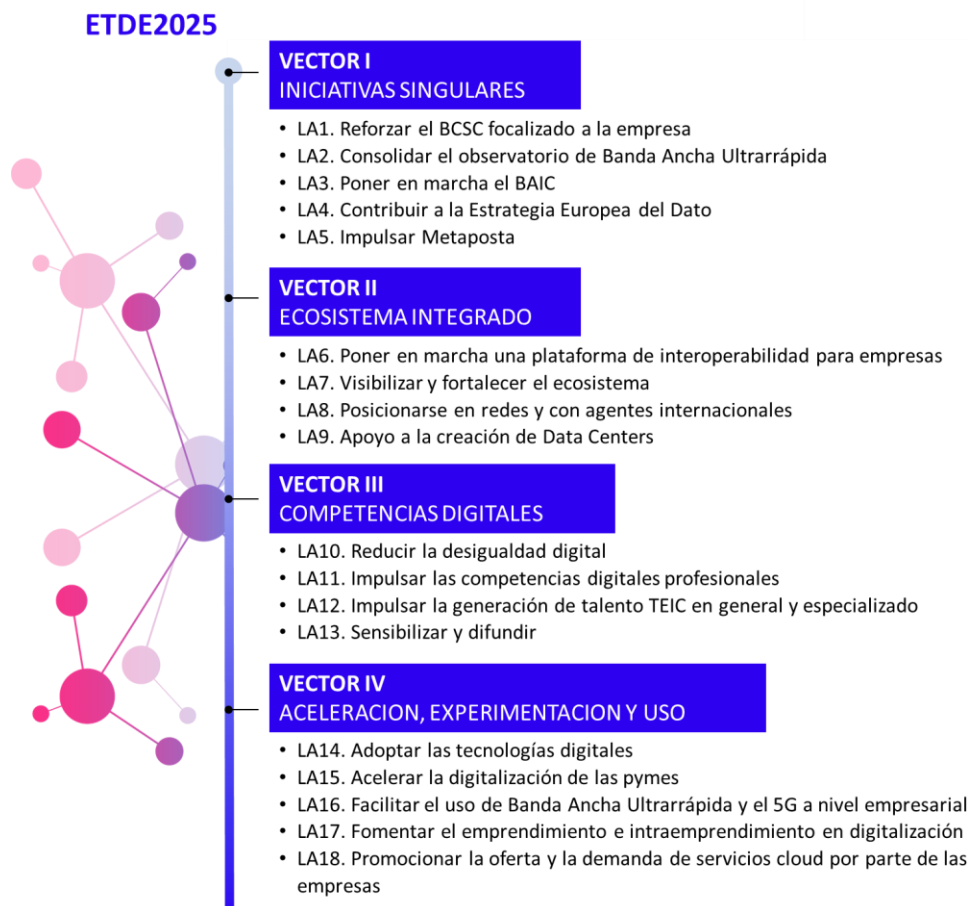 ETDE2025
VECTOR I
INICIATIVAS SINGULARES
• LA1. Reforzar el BCSC focalizado a la empresa
• LA2. Consolidar el observatorio de Banda Ancha Ultrarrápida
• LA3. Poner en marcha el BAIC
• LA4. Contribuir a la Estrategia Europea del Dato
• LA5. Impulsar Metaposta
VECTOR II
ECOSISTEMA INTEGRADO
• LA6. Poner en marcha una plataforma de interoperabilidad para empresas
• LA7. Visibilizar y fortalecer el ecosistema
• LA8. Posicionarse en redes y con agentes internacionales
• LA9. Apoyo a la creación de Data Centers
VECTOR III
COMPETENCIAS DIGITALES
• LA10. Reducir la desigualdad digital
• LA11. Impulsar las competencias digitales profesionales
• LA12. Impulsar la generación de talento TEIC en general y especializado
• LA13. Sensibilizar y difundir
VECTOR IV
ACELERACION, EXPERIMENTACION Y USO
• LA14. Adoptar las tecnologías digitales
• LA15. Acelerar la digitalización de las pymes
• LA16. Facilitar el uso de Banda Ancha Ultrarrápida y el 5G a nivel empresarial
• LA17. Fomentar el emprendimiento e intraemprendimiento en digitalización
• LA18. Promocionar la oferta y la demanda de servicios cloud por parte de las
empresas